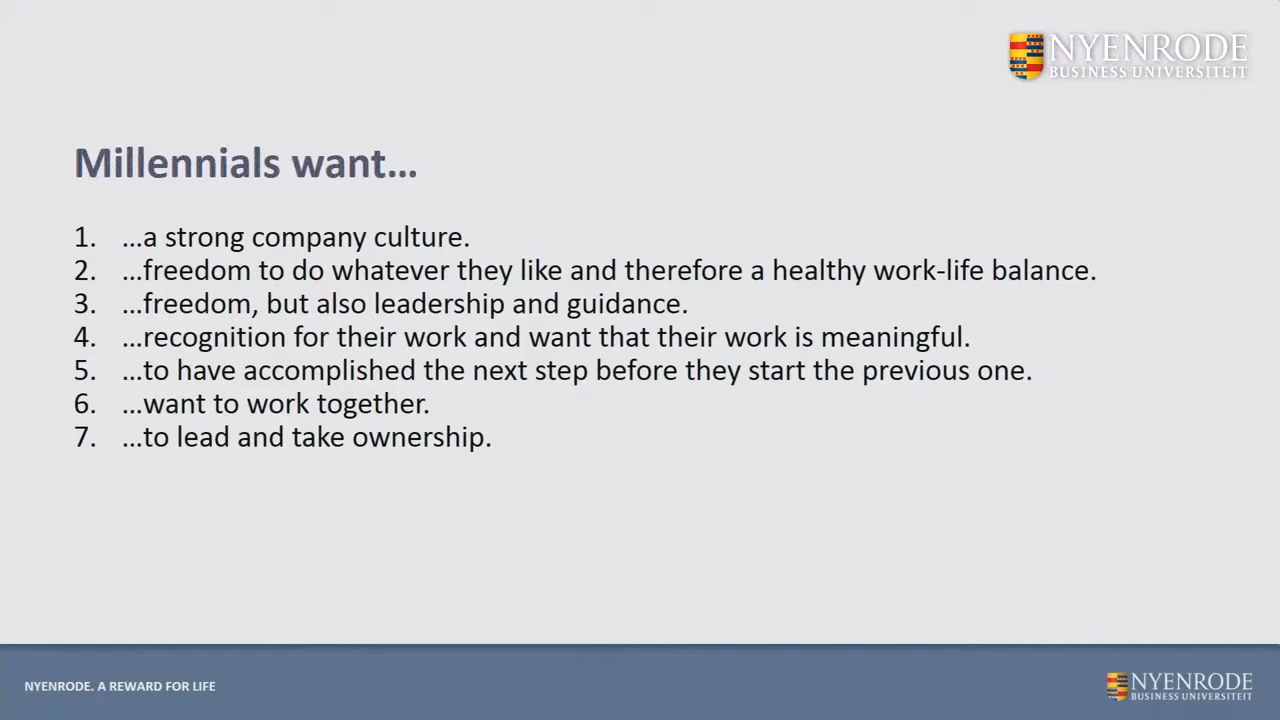 NYENRODE
BUSINESS UNIVERSITEIT
Millennials want...
1. ...a strong company culture.
2. ...freedom to do whatever they like and therefore a healthy work-life balance.
3. ...freedom, but also leadership and guidance.
4. ...recognition for their work and want that their work is meaningful.
5. ...to have accomplished the next step before they start the previous one.
6. ...want to work together.
7. ...to lead and take ownership.
NYENRODE. A REWARD FOR LIFE
NYENRODE
BUSINESS UNIVERSITEIT